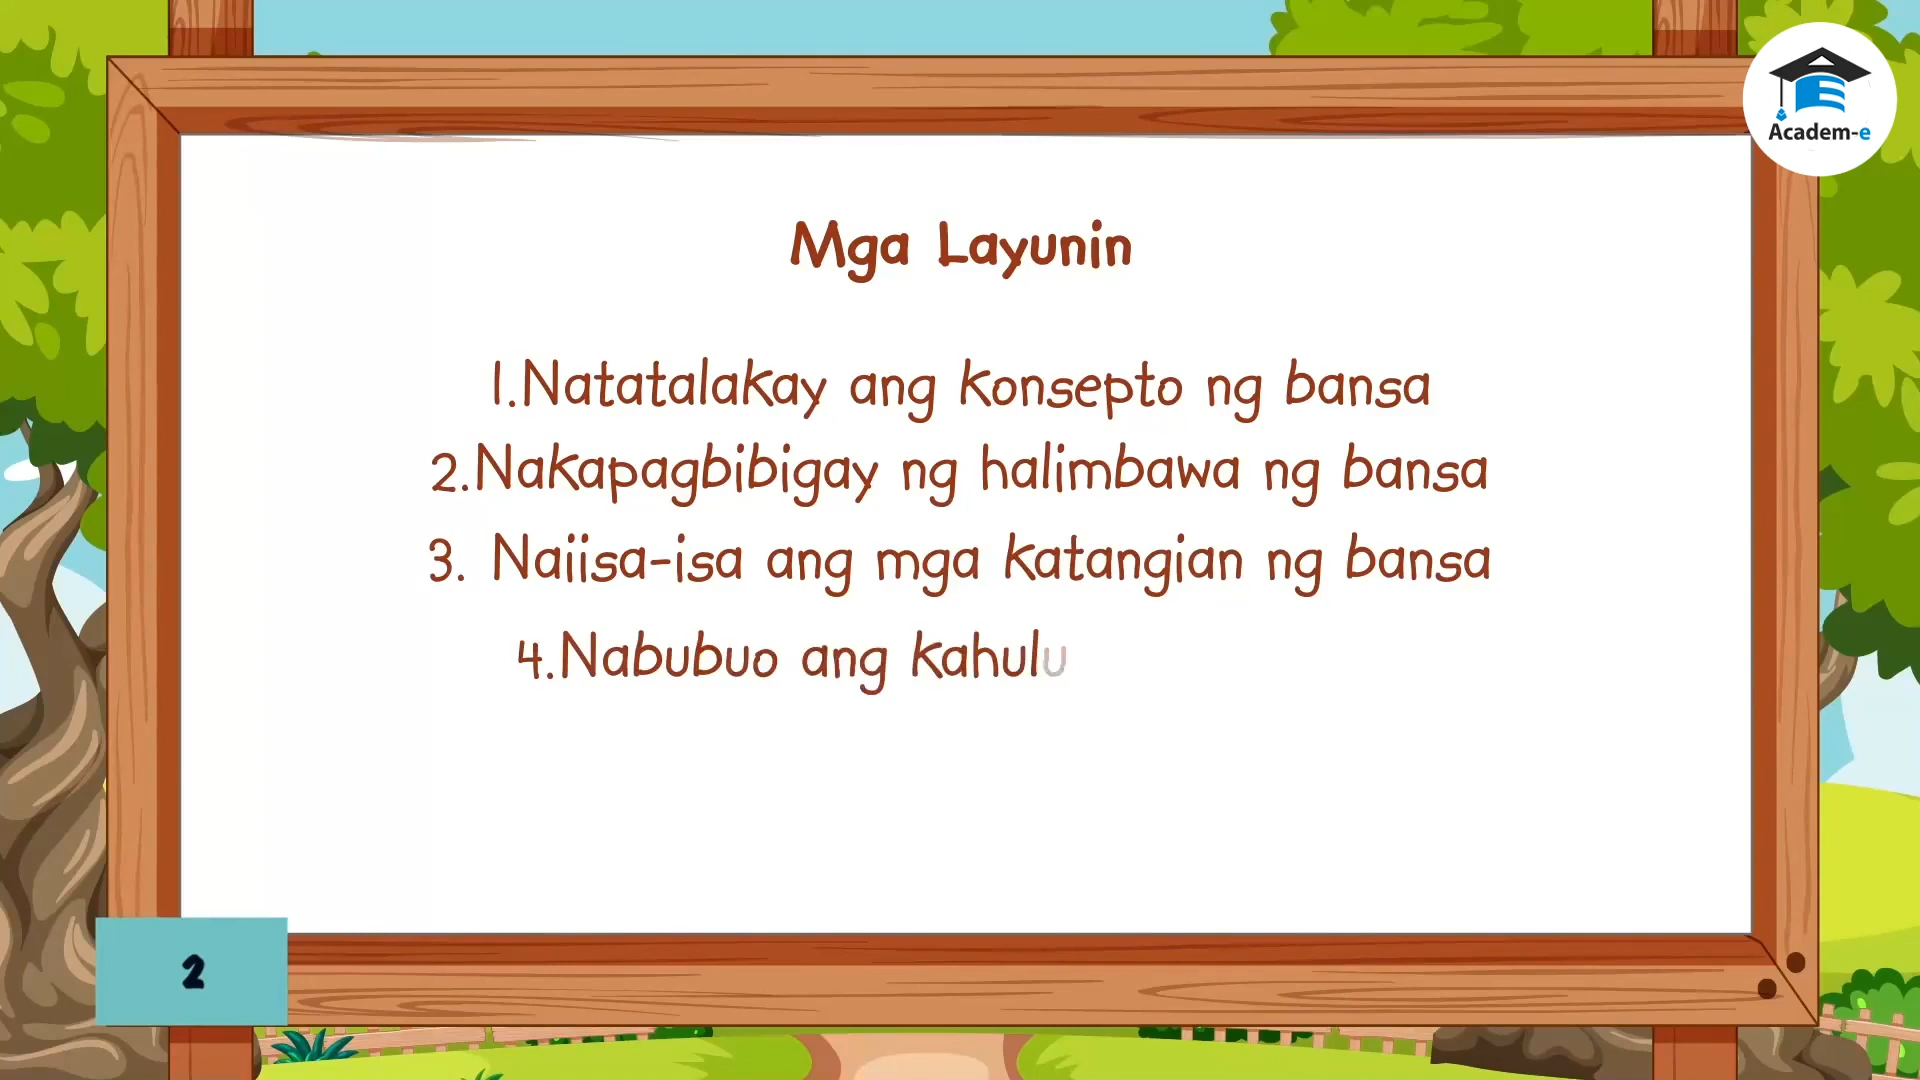 Academ-e
Mga Layunin
1.Natatalakay ang konsepto ng bansa
2.Nakapagbibigay ng halimbawa ng bansa
3. Naiisa-isa ang mga katangian ng bansa
4.Nabubuo ang kahulu
2